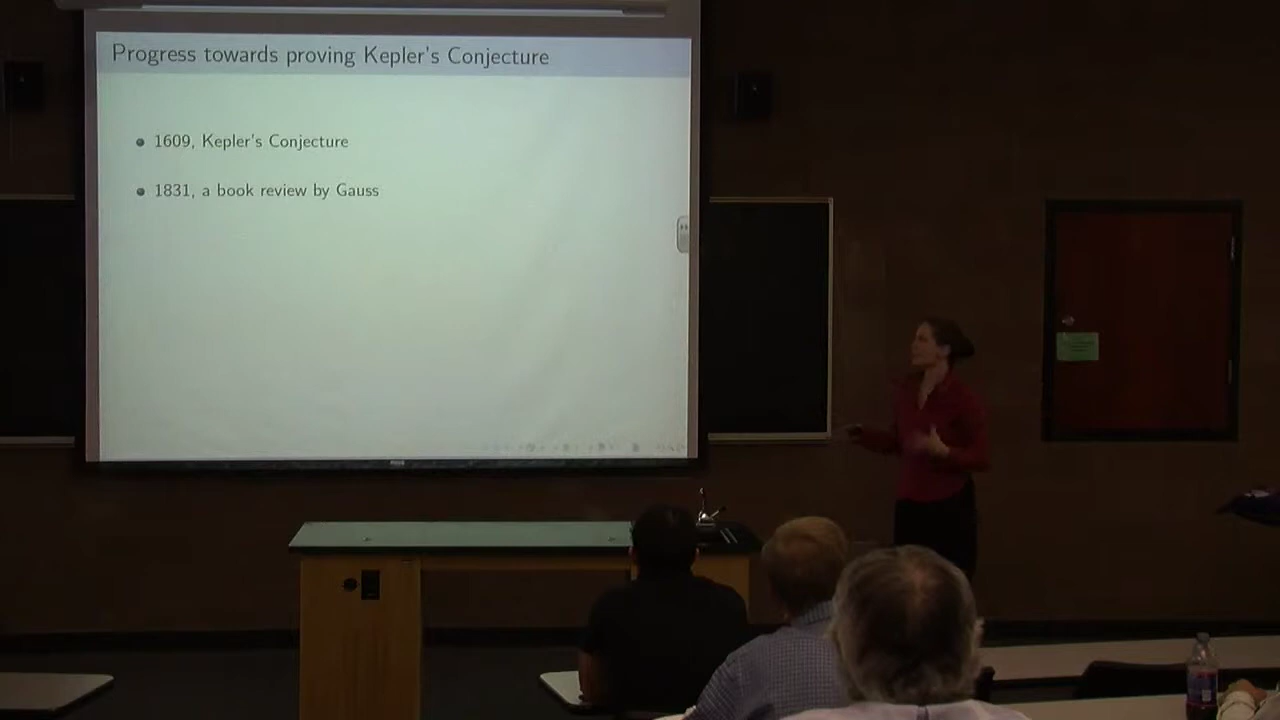 Progress towards proving Kepler's Conjecture
1609, Kepler's Conjecture
1831, a book review by Gauss